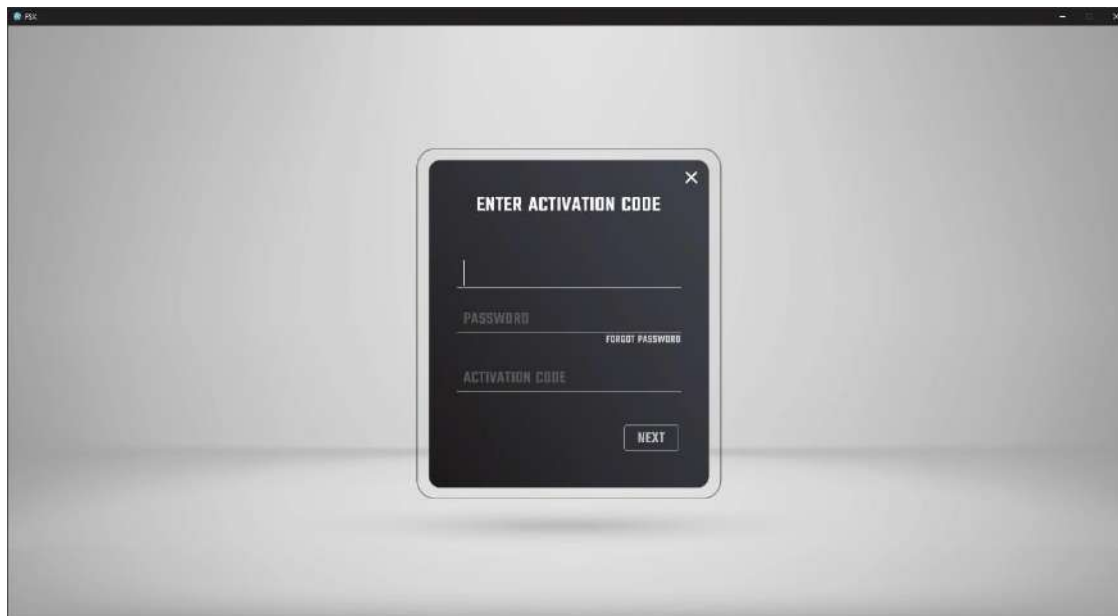 PSX
ENTER ACTIVATION CODE
PASSWORD
FORGOT PASSWORD
ACTIVATION CODE
NEXT